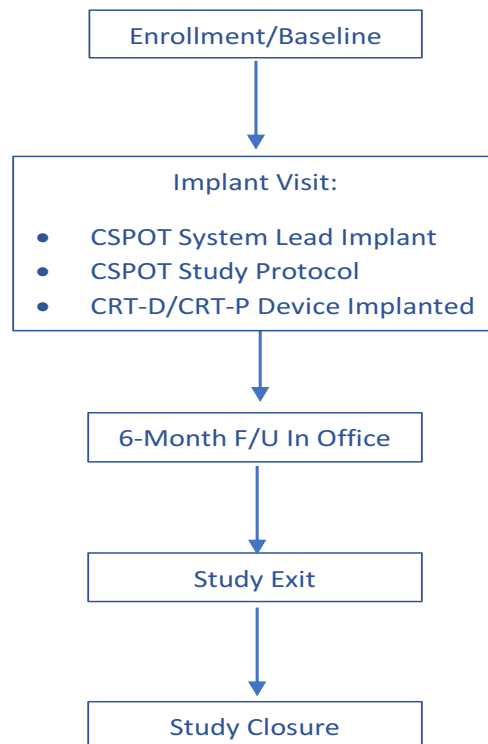 Enrollment/Baseline
Implant Visit:
• CSPOT System Lead Implant
• CSPOT Study Protocol
• CRT-D/CRT-P Device Implanted
6-Month F/U In Office
Study Exit
Study Closure